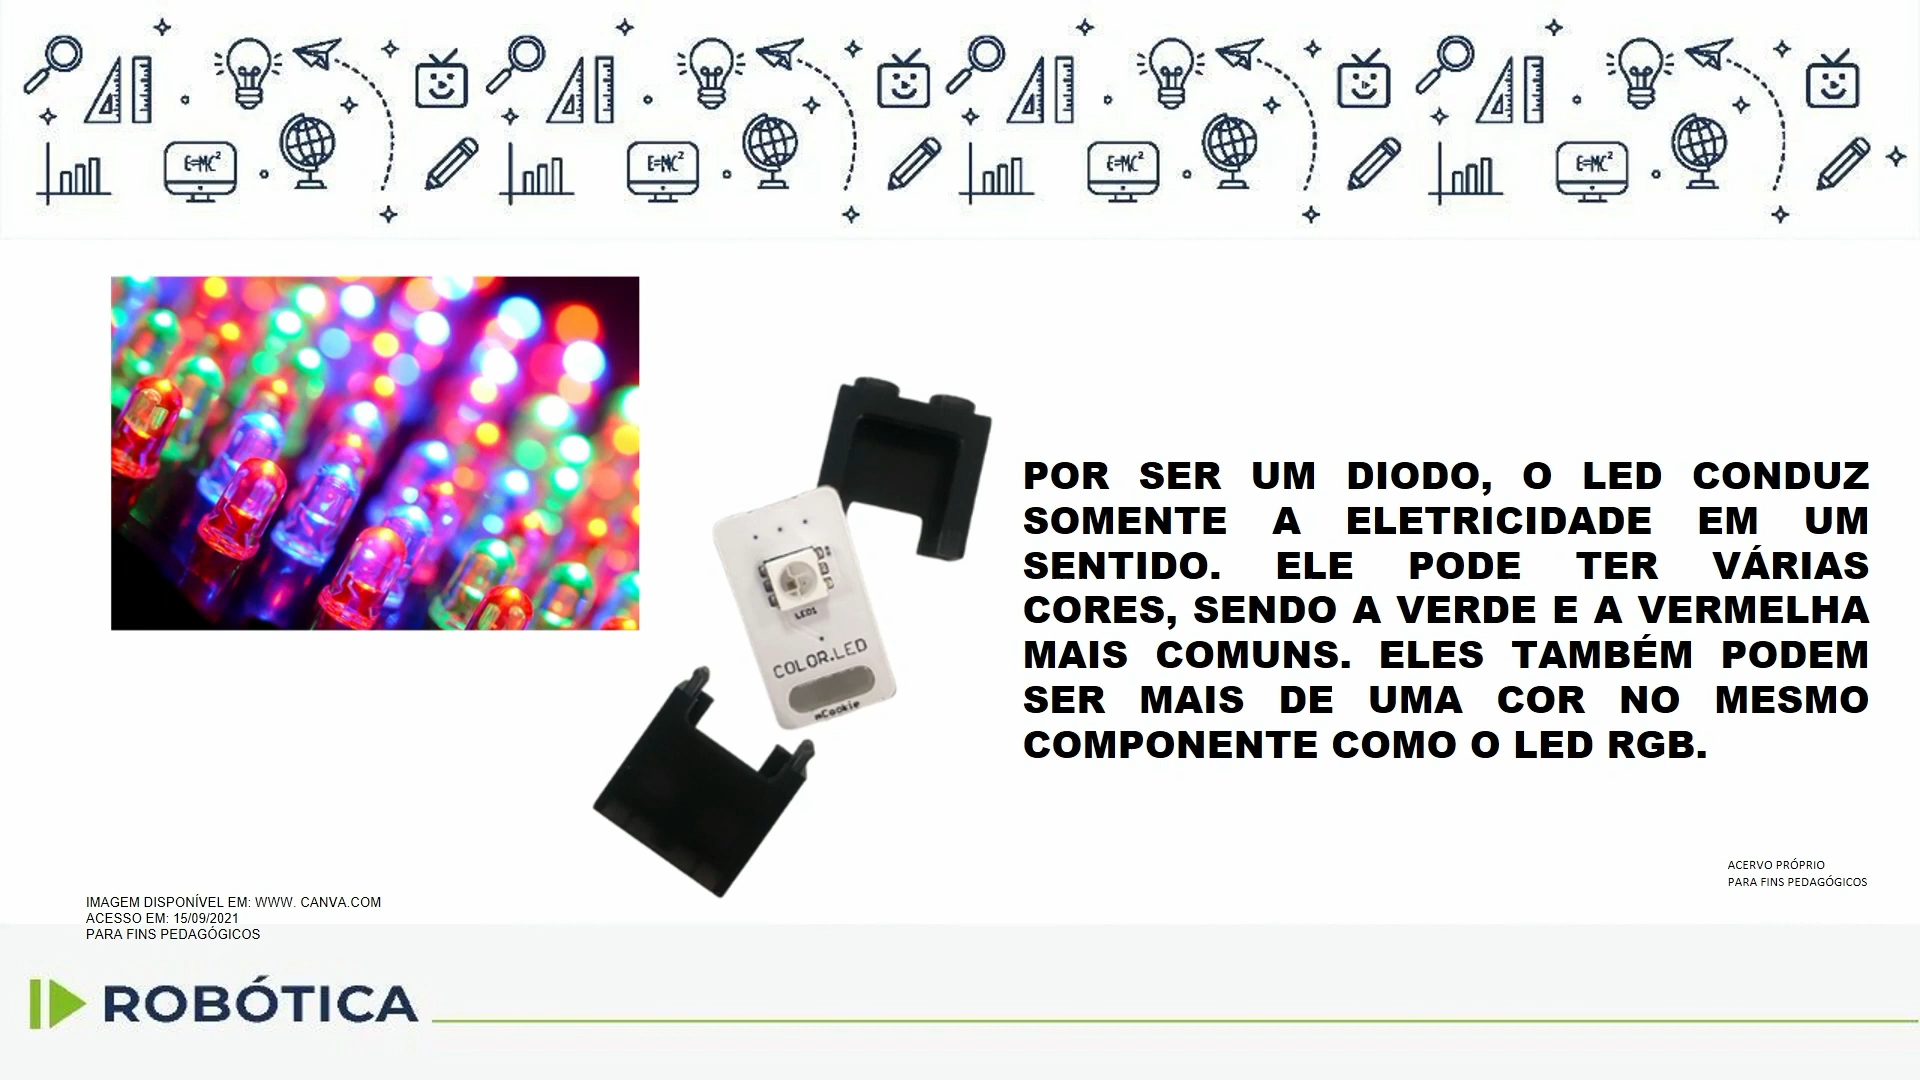 E=MC²
E=MC²
E=MC²
E=MC²
LED1
COLOR.LED
mCookie
POR SER UM DIODO, O LED CONDUZ
SOMENTE A ELETRICIDADE EM UM
SENTIDO. ELE PODE TER VÁRIAS
CORES, SENDO A VERDE E A VERMELHA
MAIS COMUNS. ELES TAMBÉM PODEM
SER MAIS DE UMA COR NO MESMO
COMPONENTE COMO O LED RGB.
ACERVO PRÓPRIO
PARA FINS PEDAGÓGICOS
IMAGEM DISPONÍVEL EM: WWW. CANVA.COM
ACESSO EM: 15/09/2021
PARA FINS PEDAGÓGICOS
ROBÓTICA